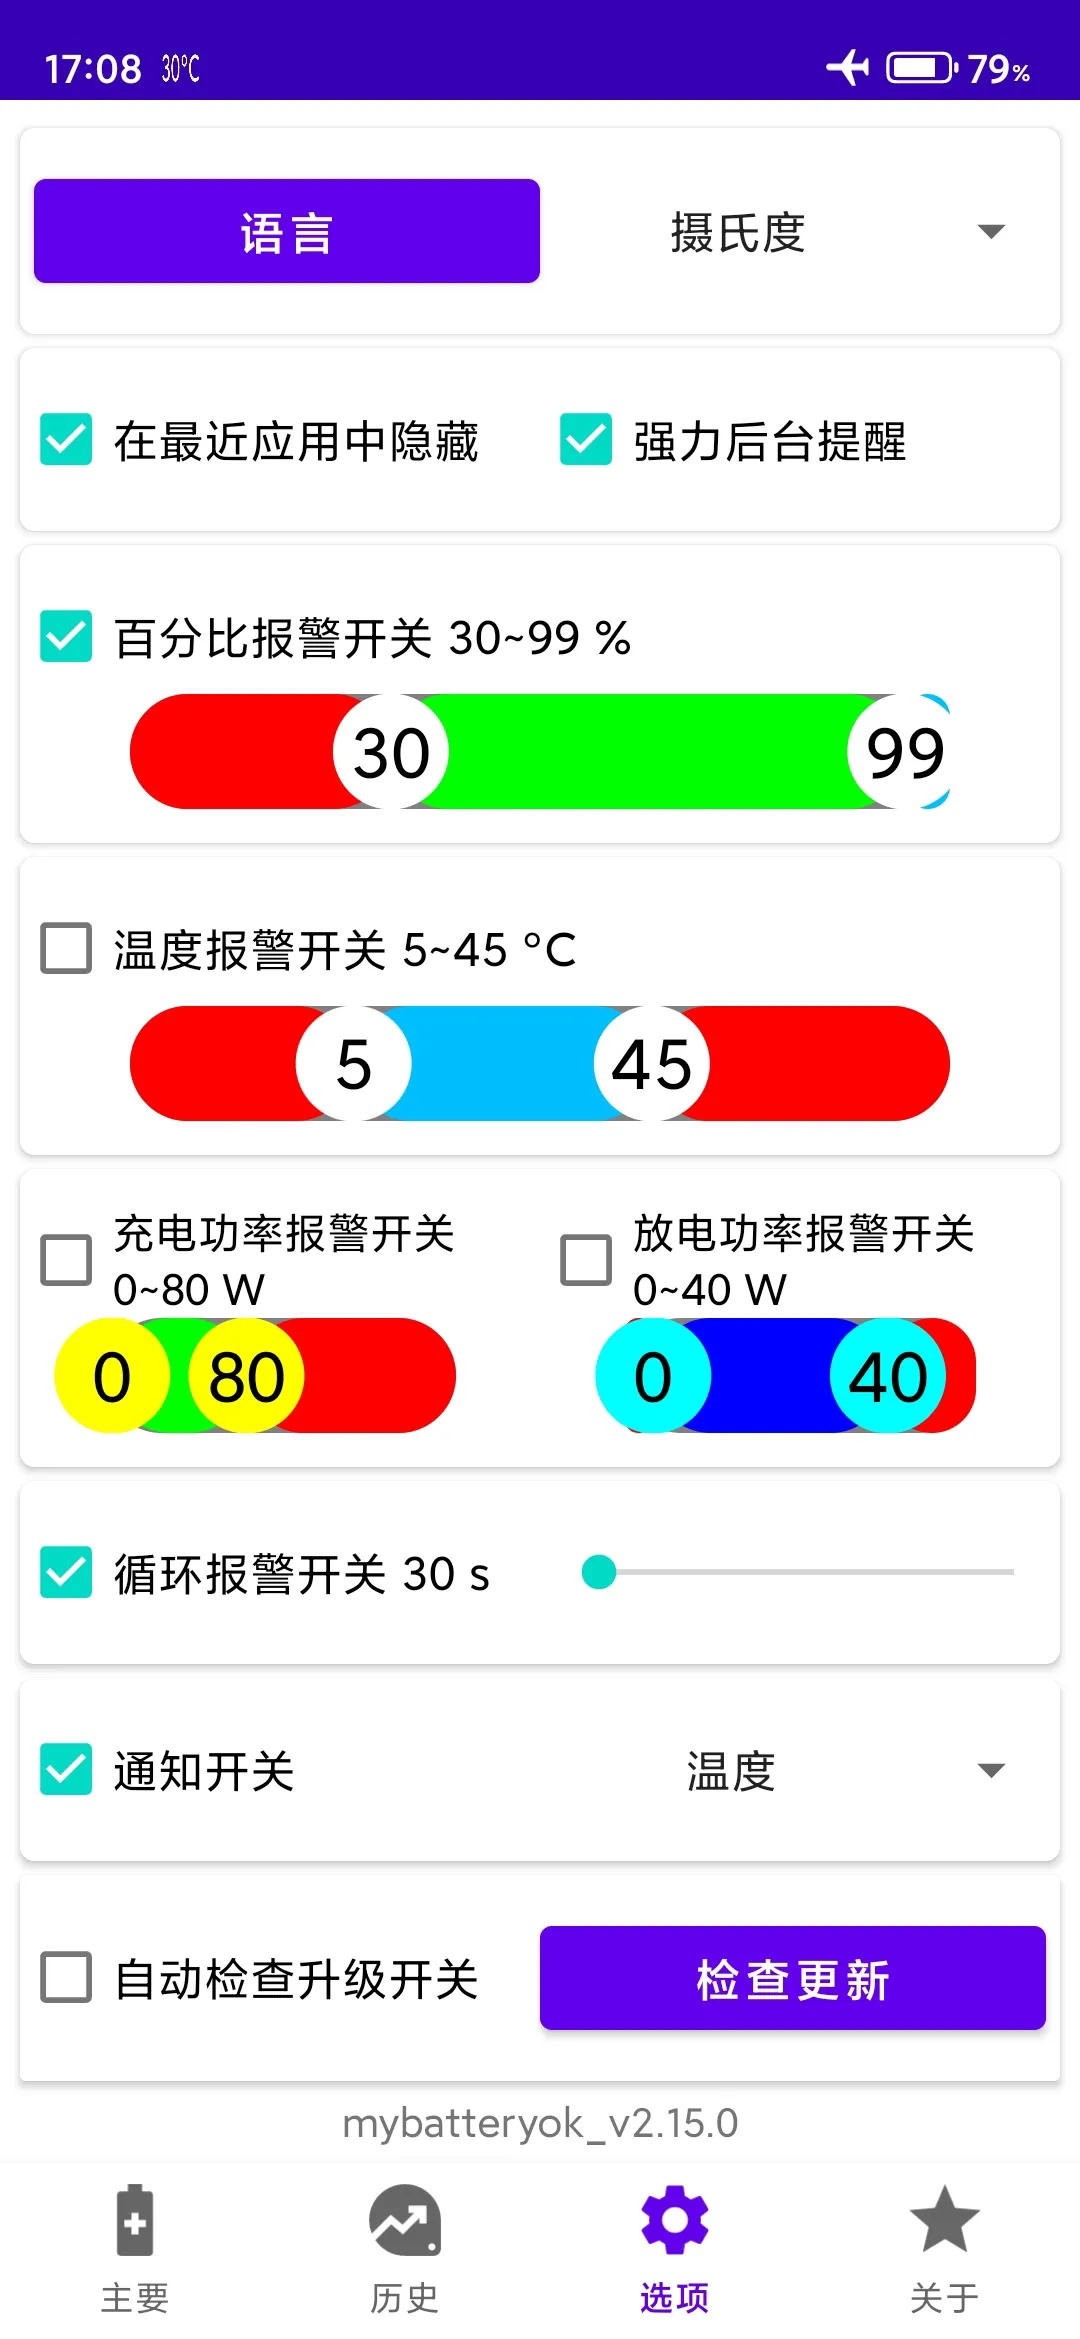 17:08 30°C 79%
语言 摄氏度
在最近应用中隐藏 强力后台提醒
百分比报警开关 30~99 %
30 99
温度报警开关 5~45 °C
5 45
充电功率报警开关 放电功率报警开关
0~80 W 0~40 W
0 80 0 40
循环报警开关 30 s
通知开关 温度
自动检查升级开关 检查更新
mybatteryok_v2.15.0
主要 历史 选项 关于